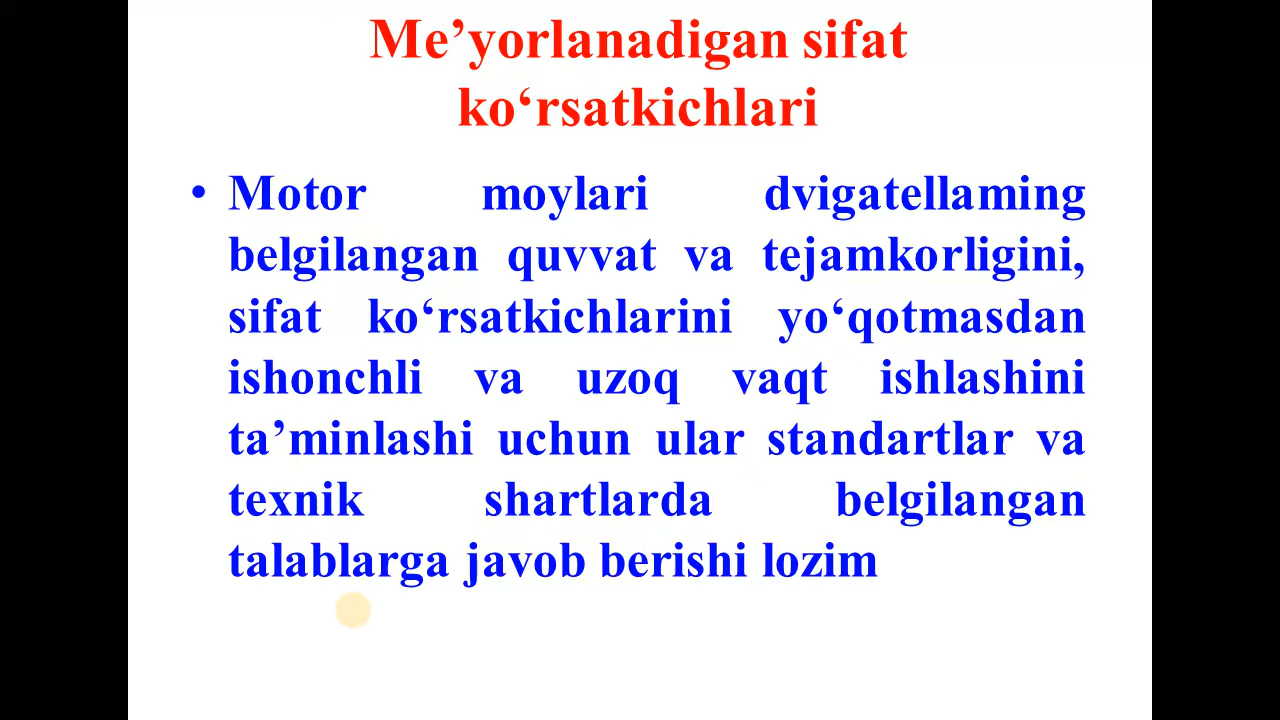 Me’yorlanadigan sifat
ko‘rsatkichlari
• Motor moylari dvigatellaming
belgilangan quvvat va tejamkorligini,
sifat ko‘rsatkichlarini yo‘qotmasdan
ishonchli va uzoq vaqt ishlashini
ta’minlashi uchun ular standartlar va
texnik shartlarda belgilangan
talablarga javob berishi lozim